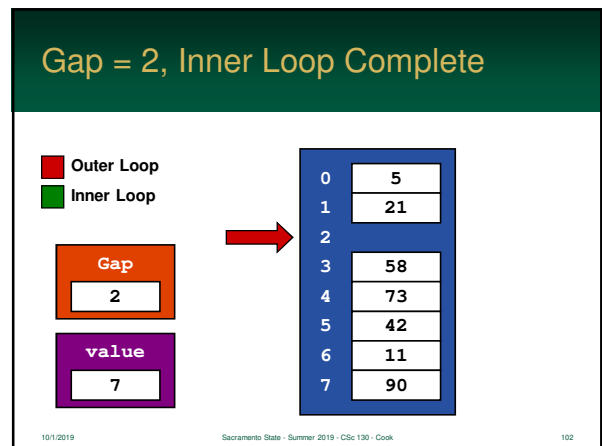 Gap = 2, Inner Loop Complete
Outer Loop
Inner Loop
Gap
2
value
7
0 5
1 21
2
3 58
4 73
5 42
6 11
7 90
10/1/2019 Sacramento State - Summer 2019 - CSc 130 - Cook 102